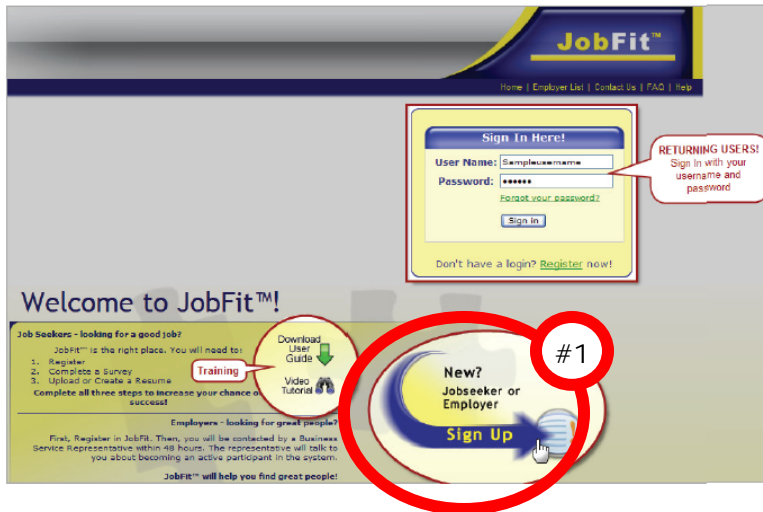 JobFit™
Home | Employer List | Contact Us | FAQ | Help
Sign In Here!
User Name: Sampleusername
Password: ••••••
Forgot your password?
Sign in
Don't have a login? Register now!
RETURNING USERS!
Sign In with your
username and
password
Welcome to JobFit™!
Job Seekers - looking for a good job?
JobFit™ is the right place. You will need to:
1. Register
2. Complete a Survey
3. Upload or Create a Resume
Complete all three steps to increase your chance o
success!
Training
Download
User
Guide
Video
Tutorial
Employers - looking for great people?
First, Register in JobFit. Then, you will be contacted by a Business
Service Representative within 48 hours. The representative will talk to
you about becoming an active participant in the system.
JobFit™ will help you find great people!
New?
Jobseeker or
Employer
Sign Up
#1